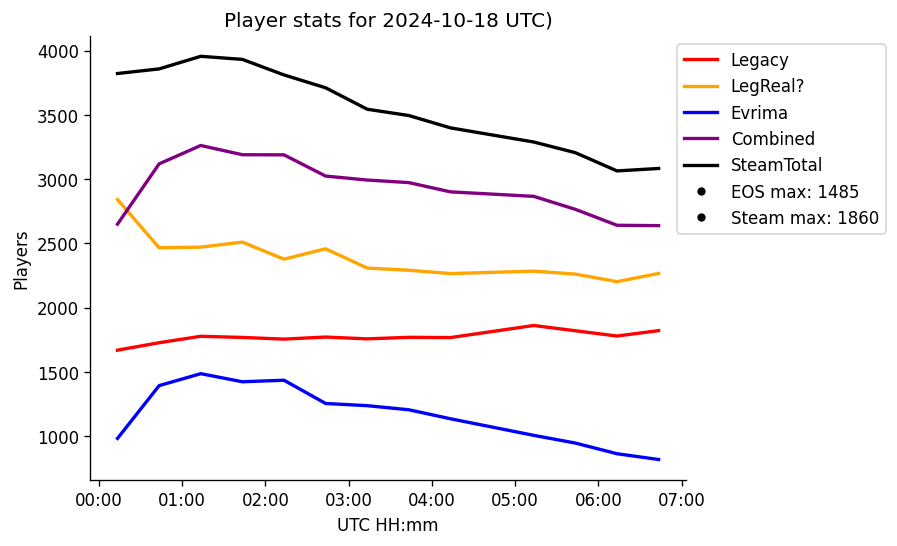 Player stats for 2024-10-18 UTC)
4000
3500
3000
2500
2000
1500
1000
Players
00:00 01:00 02:00 03:00 04:00 05:00 06:00 07:00
UTC HH:mm
Legacy
LegReal?
Evrima
Combined
SteamTotal
EOS max: 1485
Steam max: 1860